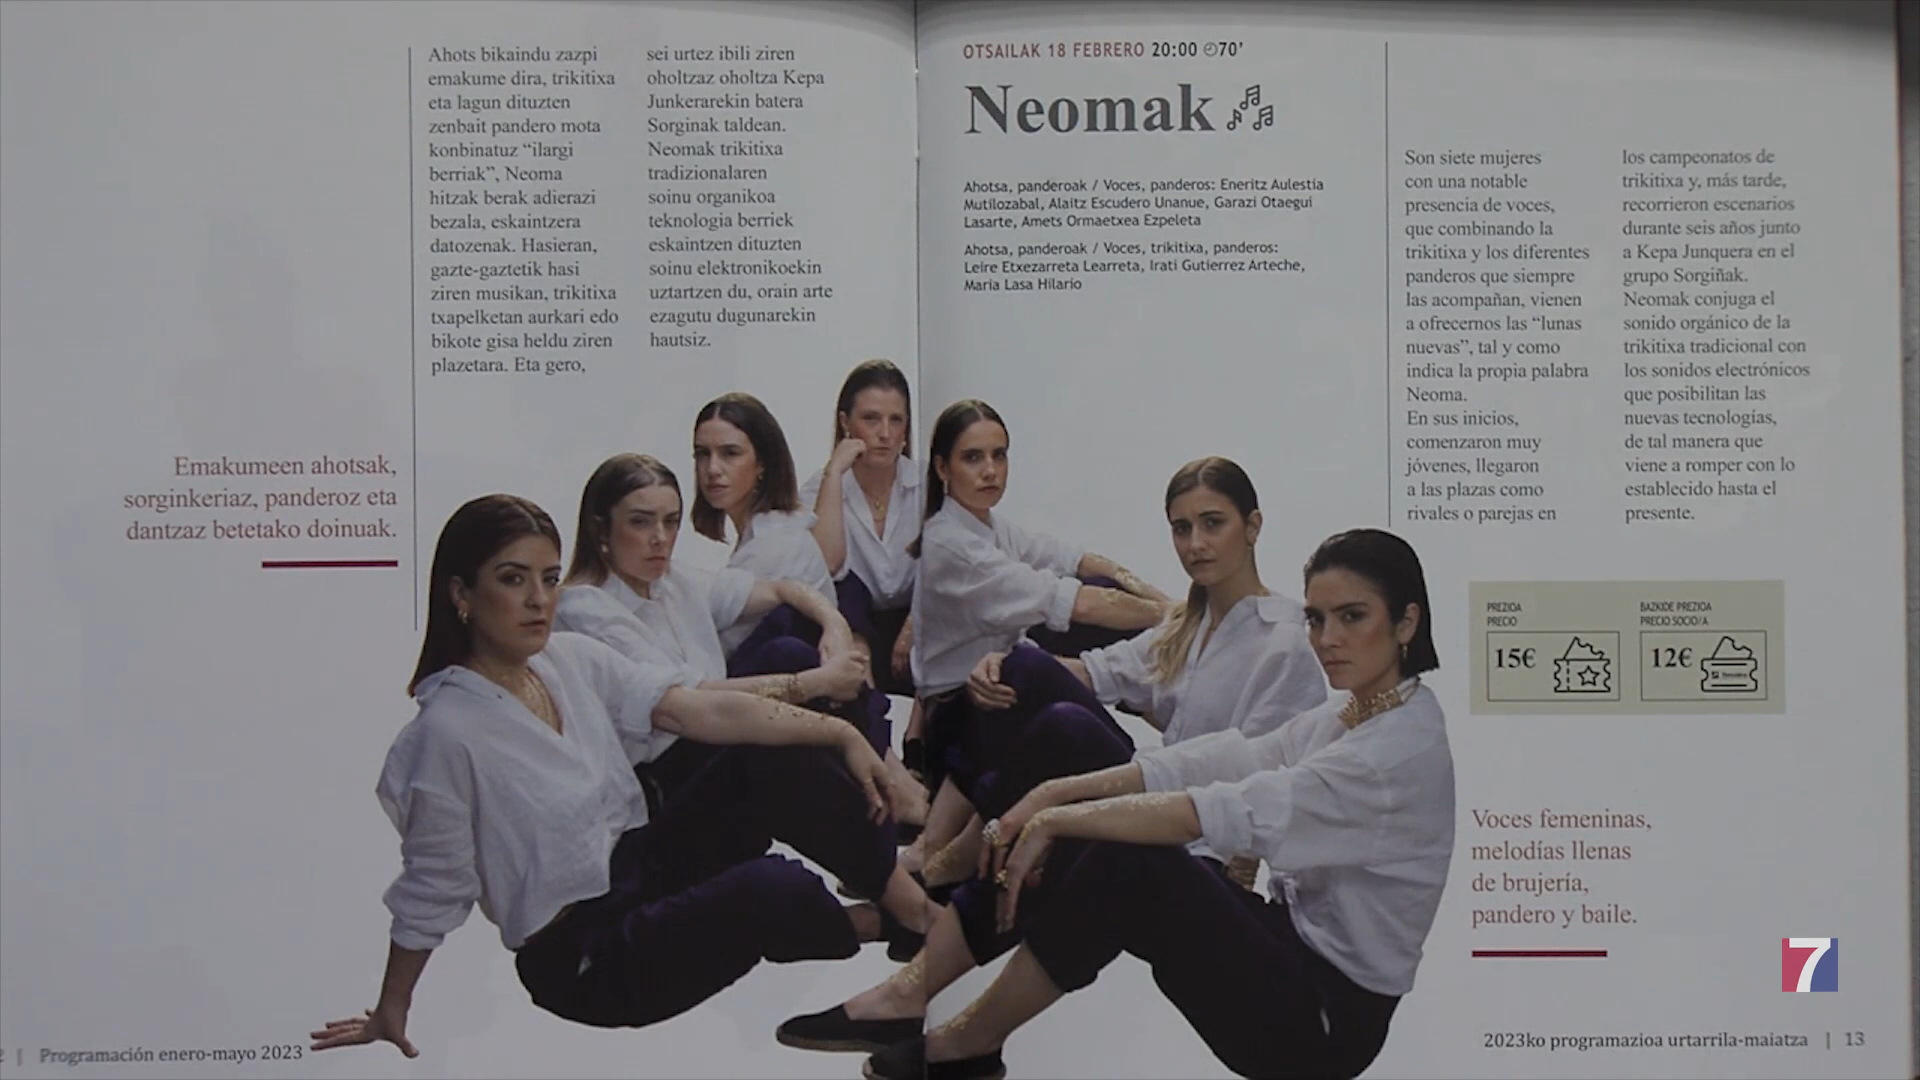 Ahots bikaindu zazpi
emakume dira, trikitixa
eta lagun dituzten
zenbait pandero mota
konbinatuz “ilargi
berriak”, Neoma
hitzak berak adierazi
bezala, eskaintzera
datozenak. Hasieran,
gazte-gaztetik hasi
ziren musikan, trikitixa
txapelketan aurkari edo
bikote gisa heldu ziren
plazetara. Eta gero,
sei urtez ibili ziren
oholtzaz oholtza Kepa
Junkerarekin batera
Sorginak taldean.
Neomak trikitixa
tradizionalaren
soinu organikoa
teknologia berriek
eskaintzen dituzten
soinu elektronikoekin
uztartzen du, orain arte
ezagutu dugunarekin
hautsiz.
Emakumeen ahotsak,
sorginkeriaz, panderoz eta
dantzaz betetako doinuak.
OTSAILAK 18 FEBRERO 20:00 70’
Neomak
Ahotsa, panderoak / Voces, panderos: Eneritz Aulestia
Mutilozabal, Alaitz Escudero Unanue, Garazi Otaegui
Lasarte, Amets Ormaetxea Ezpeleta
Ahotsa, panderoak / Voces, trikitixa, panderos:
Leire Etxezarreta Learreta, Irati Gutierrez Arteche,
Maria Lasa Hilario
Son siete mujeres
con una notable
presencia de voces,
que combinando la
trikitixa y los diferentes
panderos que siempre
las acompañan, vienen
a ofrecernos las “lunas
nuevas”, tal y como
indica la propia palabra
Neoma.
En sus inicios,
comenzaron muy
jóvenes, llegaron
a las plazas como
rivales o parejas en
los campeonatos de
trikitixa y, más tarde,
recorrieron escenarios
durante seis años junto
a Kepa Junquera en el
grupo Sorgiñak.
Neomak conjuga el
sonido orgánico de la
trikitixa tradicional con
los sonidos electrónicos
que posibilitan las
nuevas tecnologías,
de tal manera que
viene a romper con lo
establecido hasta el
presente.
PREZIOA
PRECIO
15€
BAZKIDE PREZIOA
PRECIO SOCIO/A
12€
Voces femeninas,
melodías llenas
de brujería,
pandero y baile.
7
2 | Programación enero-mayo 2023
2023ko programazioa urtarrila-maiatza | 13